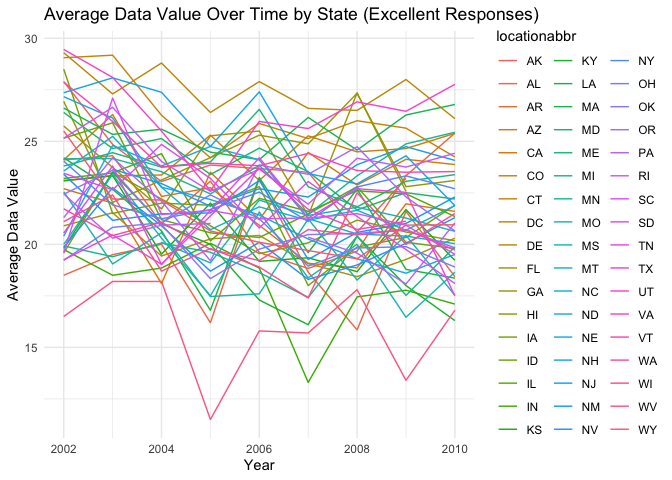 Average Data Value Over Time by State (Excellent Responses)
Average Data Value
30
25
20
15
2002
2004
2006
2008
2010
Year
locationabbr
AK KY NY
AL LA OH
AR MA OK
AZ MD OR
CA ME PA
CO MI RI
CT MN SC
DC MO SD
DE MS TN
FL MT TX
GA NC UT
HI ND VA
IA NE VT
ID NH WA
IL NJ WI
IN NM WV
KS NV WY